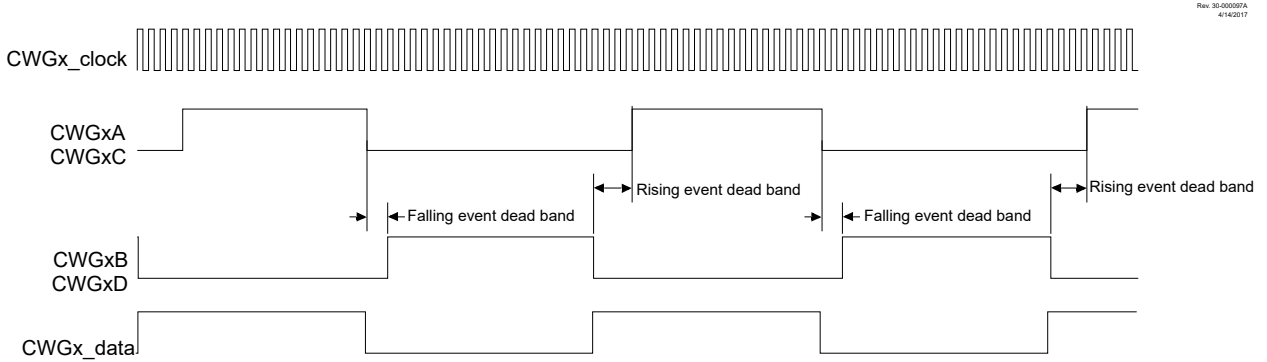 Rev. 30-000097A
4/14/2017
CWGx_clock
CWGxA
CWGxC
Rising event dead band
Rising event dead band
Falling event dead band
Falling event dead band
CWGxB
CWGxD
CWGx_data